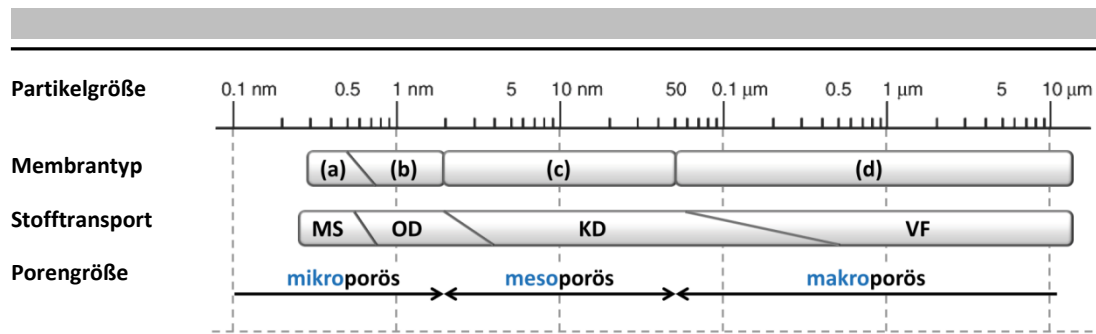 Partikelgröße 0.1 nm 0.5 1 nm 5 10 nm 50 0.1 µm 0.5 1 µm 5 10 µm
Membrantyp (a) (b) (c) (d)
Stofftransport MS OD KD VF
Porengröße mikroporös mesoporös makroporös